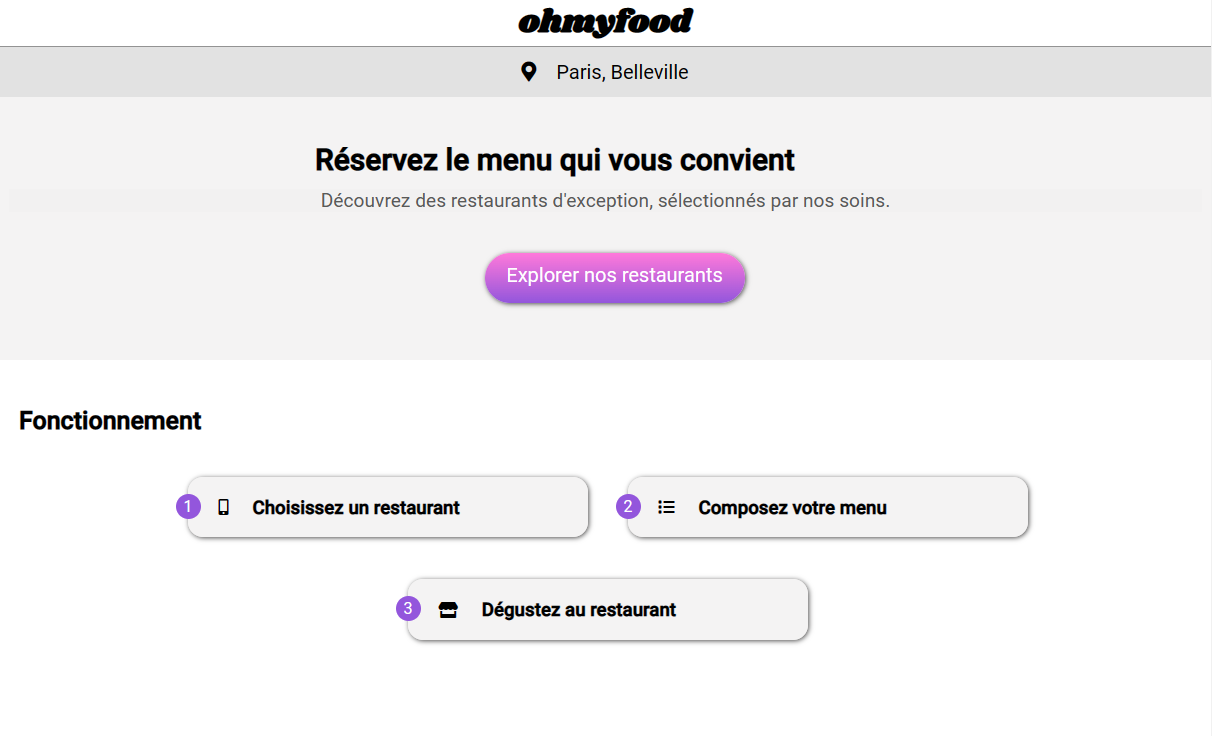 ohmyfood
Paris, Belleville
Réservez le menu qui vous convient
Découvrez des restaurants d'exception, sélectionnés par nos soins.
Explorer nos restaurants
Fonctionnement
1 Choisissez un restaurant
2 Composez votre menu
3 Dégustez au restaurant